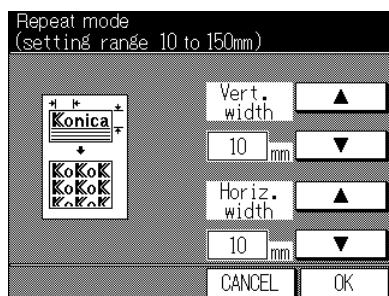 Repeat mode
(setting range 10 to 150mm)
Vert.
width
10 mm
Horiz.
width
10 mm
Konica
KoKoK
KoKoK
KoKoK
CANCEL OK